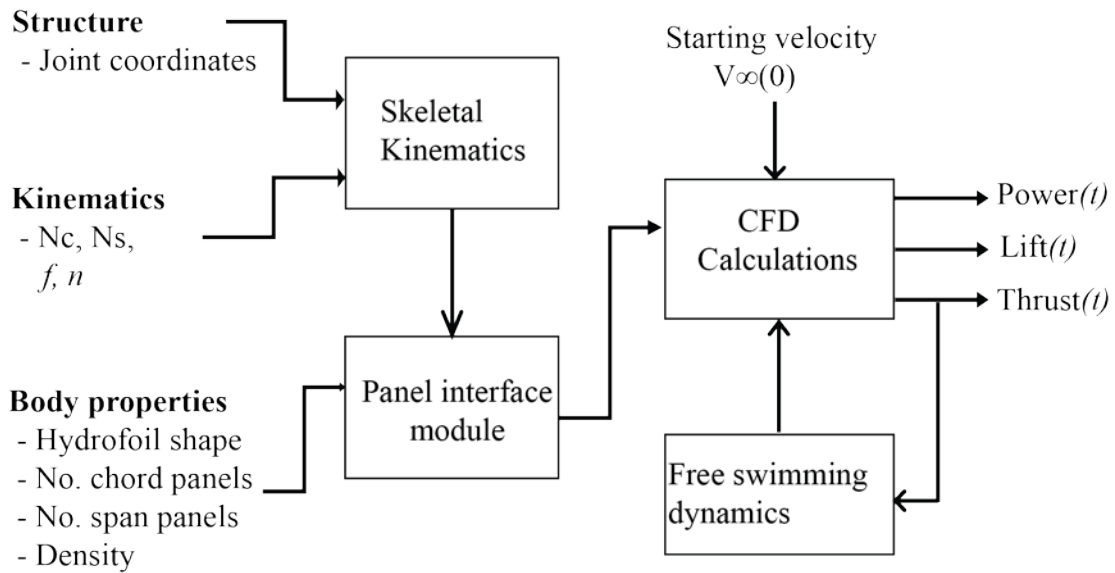 Structure
- Joint coordinates
Kinematics
- Nc, Ns,
f, n
Body properties
- Hydrofoil shape
- No. chord panels
- No. span panels
- Density
Skeletal
Kinematics
Panel interface
module
Starting velocity
V∞(0)
CFD
Calculations
Free swimming
dynamics
Power(t)
Lift(t)
Thrust(t)